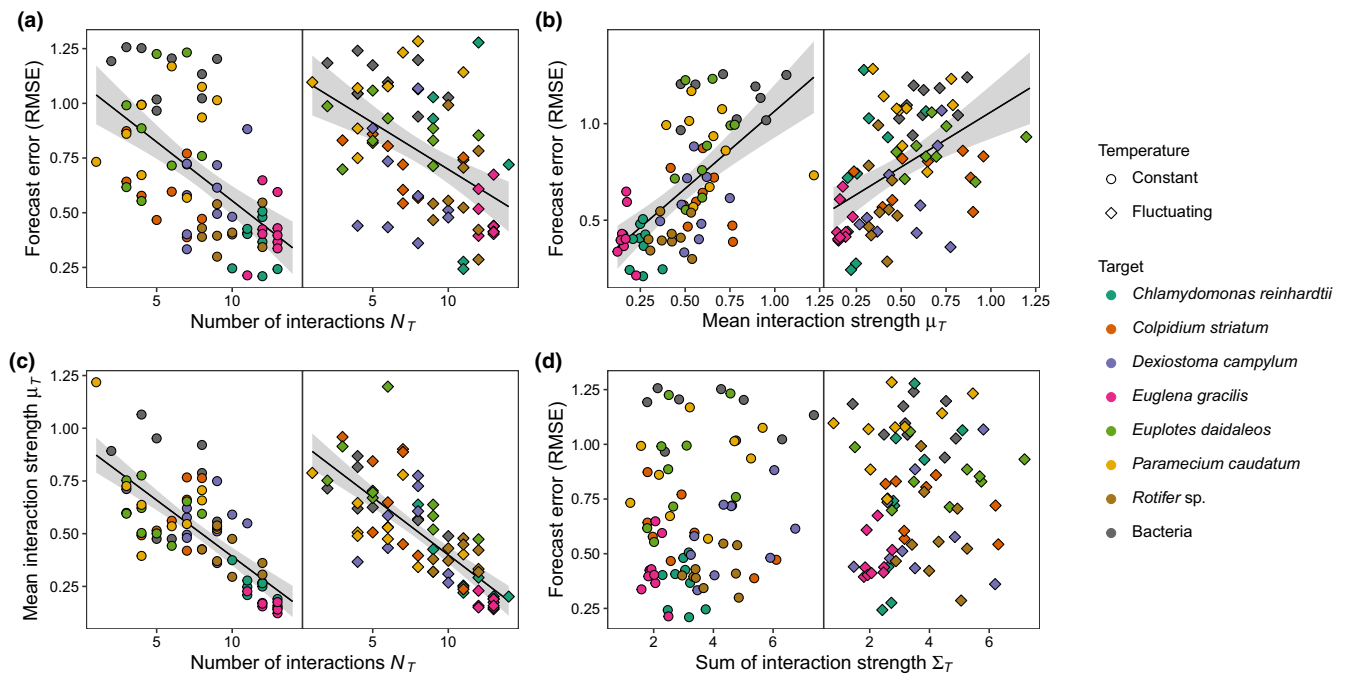 (a)
Forecast error (RMSE)
1.25
1.00
0.75
0.50
0.25
5
10
5
10
Number of interactions N_T
(b)
Forecast error (RMSE)
1.0
0.5
0.25
0.50
0.75
1.00
1.25
0.25
0.50
0.75
1.00
1.25
Mean interaction strength μ_T
(c)
Mean interaction strength μ_T
1.25
1.00
0.75
0.50
0.25
5
10
5
10
Number of interactions N_T
(d)
Forecast error (RMSE)
1.25
1.00
0.75
0.50
0.25
2
4
6
2
4
6
Sum of interaction strength Σ_T
Temperature
Constant
Fluctuating
Target
Chlamydomonas reinhardtii
Colpidium striatum
Dexiostoma campylum
Euglena gracilis
Euplotes daidaleos
Paramecium caudatum
Rotifer sp.
Bacteria